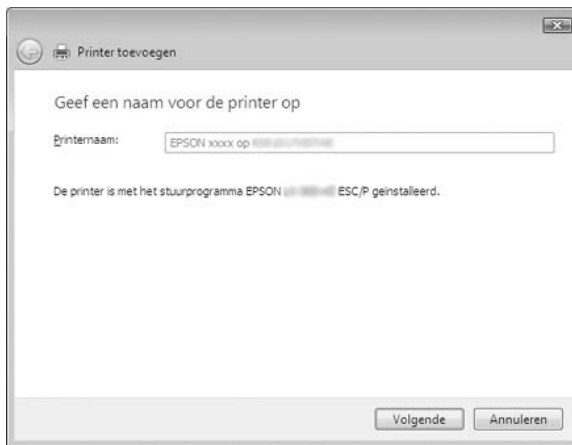 Printer toevoegen
Geef een naam voor de printer op
Printernaam:
EPSON xxxx op
De printer is met het stuurprogramma EPSON ESC/P geïnstalleerd.
Volgende
Annuleren